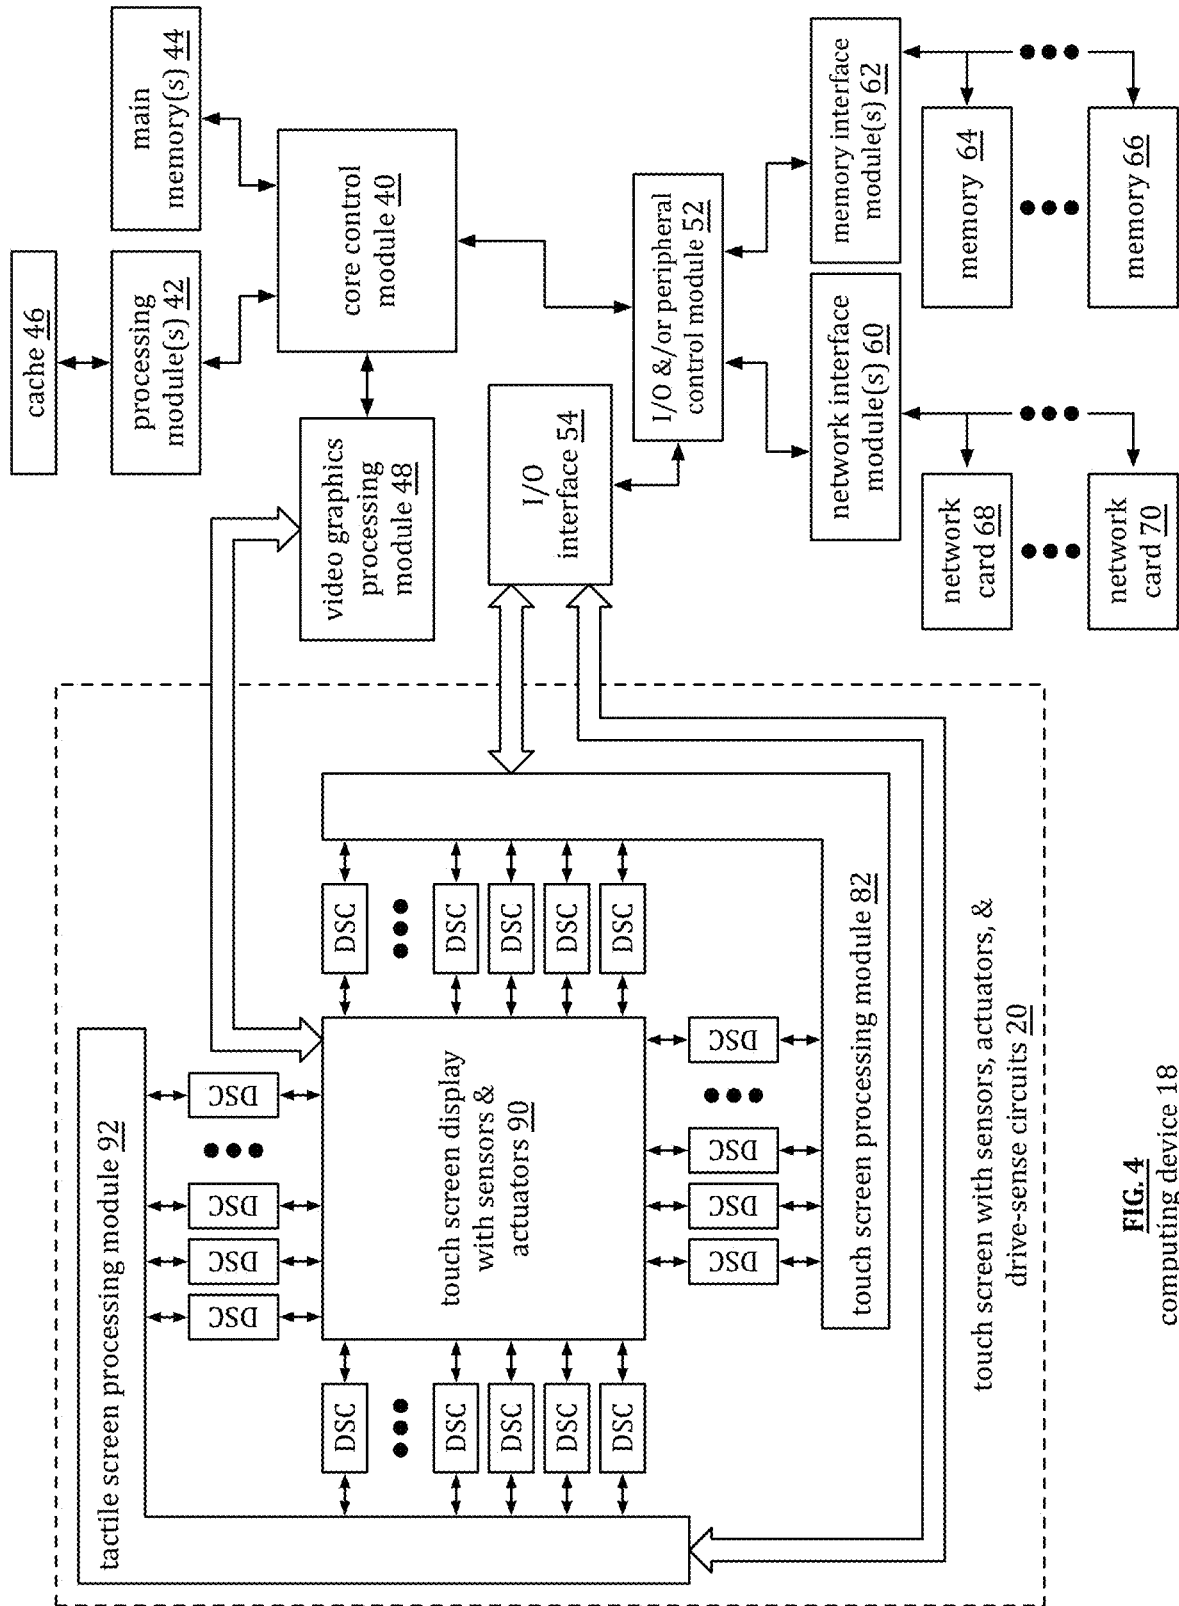 cache 46
processing
module(s) 42
main
memory(s) 44
core control
module 40
video graphics
processing
module 48
I/O
interface 54
I/O &/or peripheral
control module 52
network interface
module(s) 60
memory interface
module(s) 62
network
card 68
network
card 70
memory 64
memory 66
tactile screen processing module 92
DSC
DSC
DSC
DSC
DSC
DSC
DSC
DSC
DSC
touch screen display
with sensors &
actuators 90
DSC
DSC
DSC
DSC
DSC
DSC
DSC
DSC
DSC
touch screen processing module 82
touch screen with sensors, actuators, &
drive-sense circuits 20
FIG. 4
computing device 18